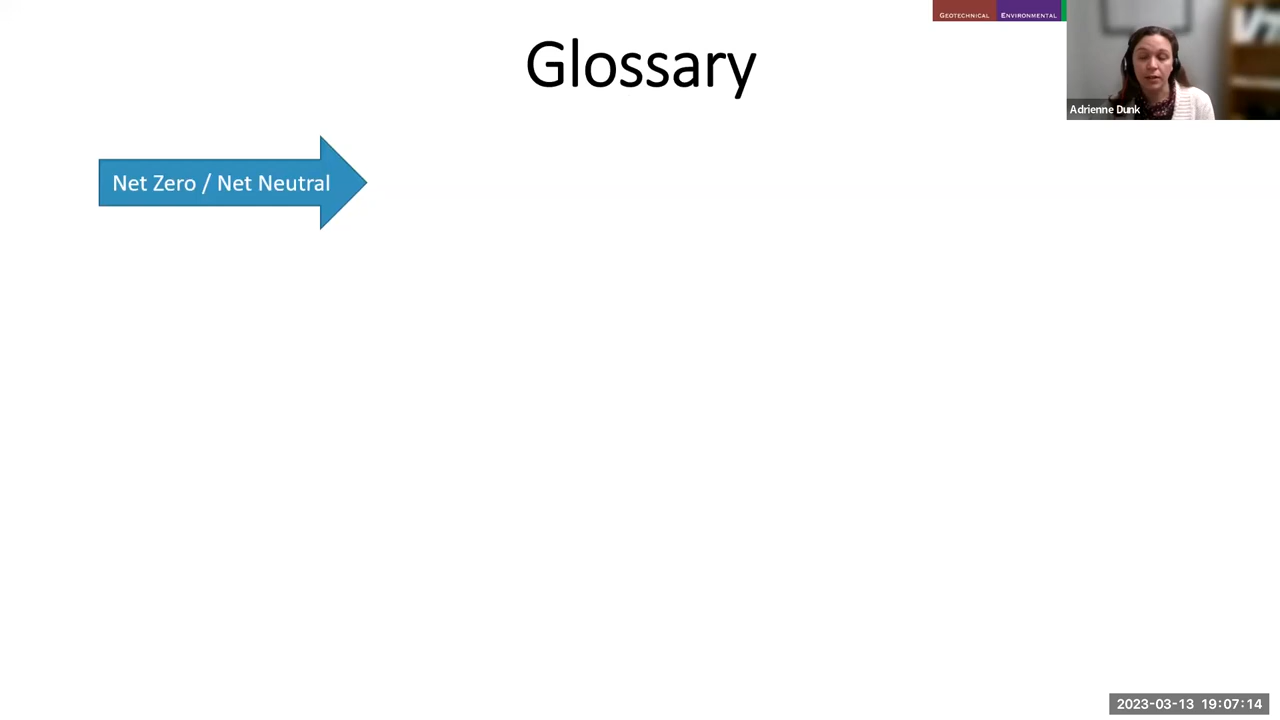 GEOTECHNICAL ENVIRONMENTAL
Glossary
Adrienne Dunk
Net Zero / Net Neutral
2023-03-13 19:07:14